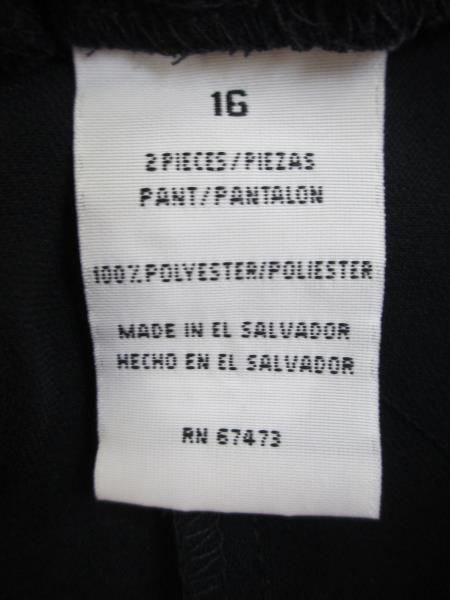 16
2 PIECES/PIEZAS
PANT/PANTALON
100% POLYESTER/POLIESTER
MADE IN EL SALVADOR
HECHO EN EL SALVADOR
RN 67473